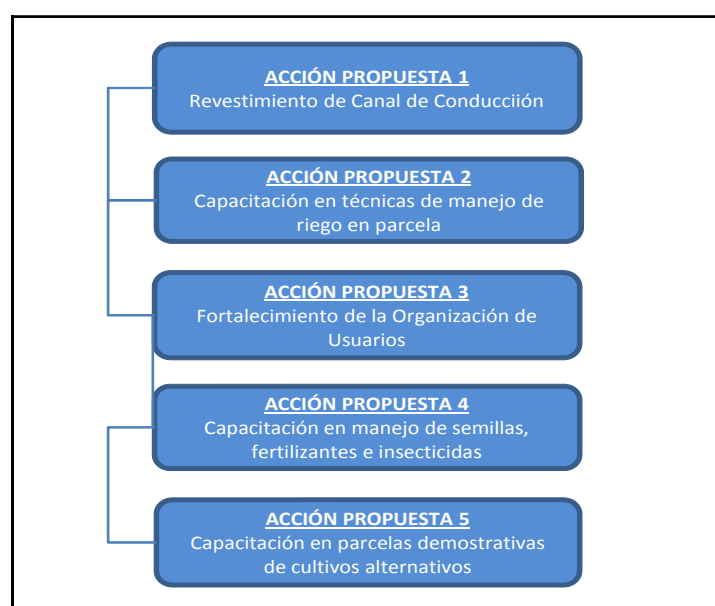 ACCIÓN PROPUESTA 1
Revestimiento de Canal de Conducciión
ACCIÓN PROPUESTA 2
Capacitación en técnicas de manejo de
riego en parcela
ACCIÓN PROPUESTA 3
Fortalecimiento de la Organización de
Usuarios
ACCIÓN PROPUESTA 4
Capacitación en manejo de semillas,
fertilizantes e insecticidas
ACCIÓN PROPUESTA 5
Capacitación en parcelas demostrativas
de cultivos alternativos